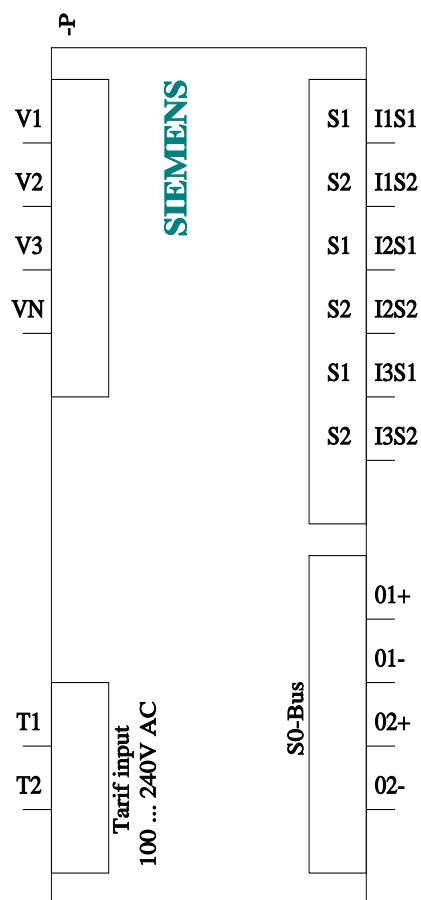 -P
SIEMENS
V1
V2
V3
VN
S1 I1S1
S2 I1S2
S1 I2S1
S2 I2S2
S1 I3S1
S2 I3S2
T1
T2
Tarif input
100 ... 240V AC
S0-Bus
01+
01-
02+
02-